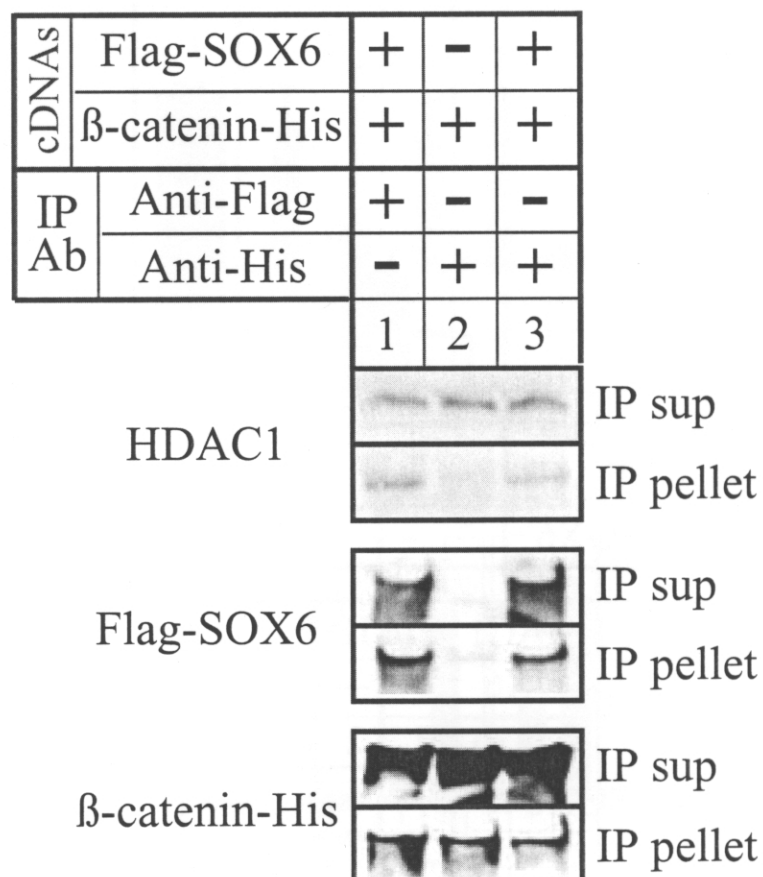 cDNAs
Flag-SOX6 + - +
ß-catenin-His + + +
IP Ab
Anti-Flag + - -
Anti-His - + +
1 2 3
HDAC1
IP sup
IP pellet
Flag-SOX6
IP sup
IP pellet
ß-catenin-His
IP sup
IP pellet